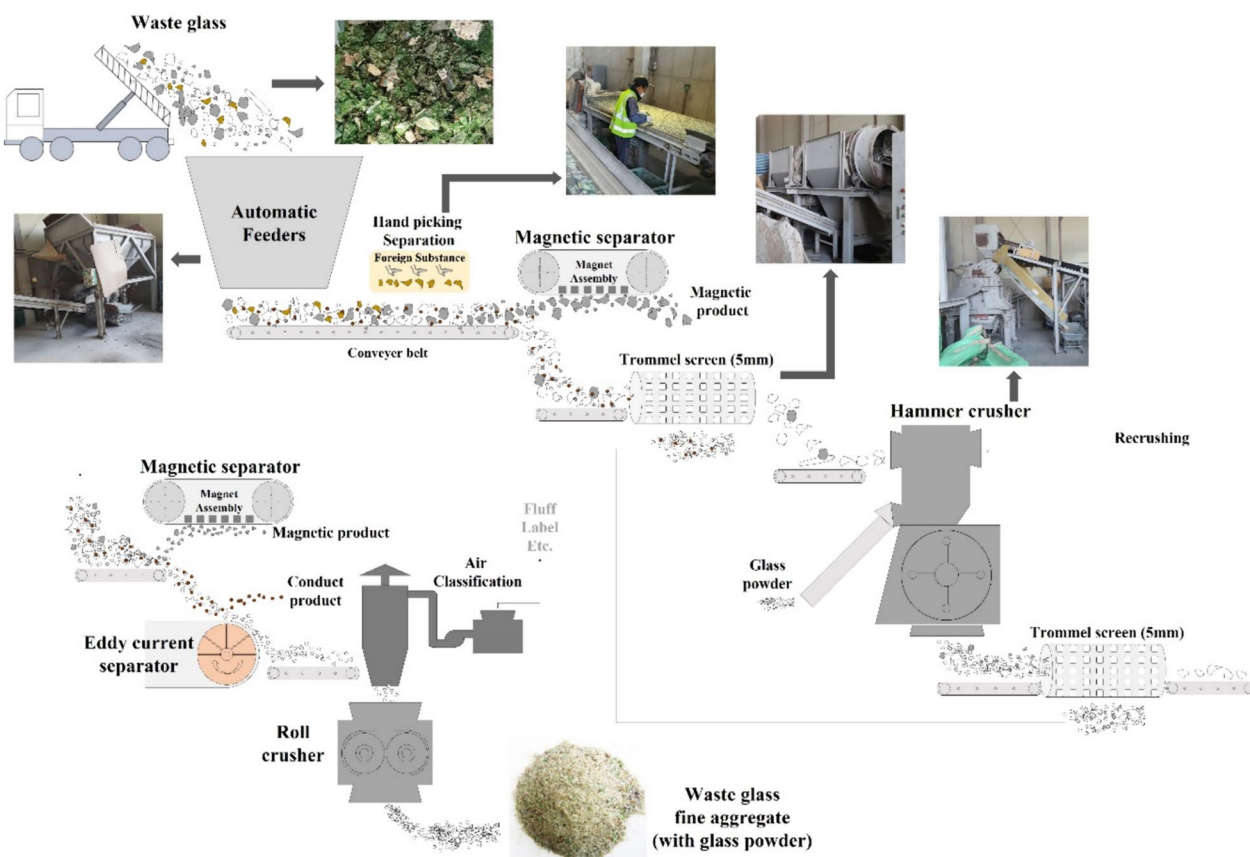 Waste glass
Automatic
Feeders
Hand picking
Separation
Foreign Substance
Magnetic separator
Magnet
Assembly
Magnetic
product
Conveyer belt
Trommel screen (5mm)
Hammer crusher
Recrushing
Magnetic separator
Magnet
Assembly
Magnetic product
Fluff
Label
Etc.
Air
Classification
Conduct
product
Glass
powder
Eddy current
separator
Trommel screen (5mm)
Roll
crusher
Waste glass
fine aggregate
(with glass powder)